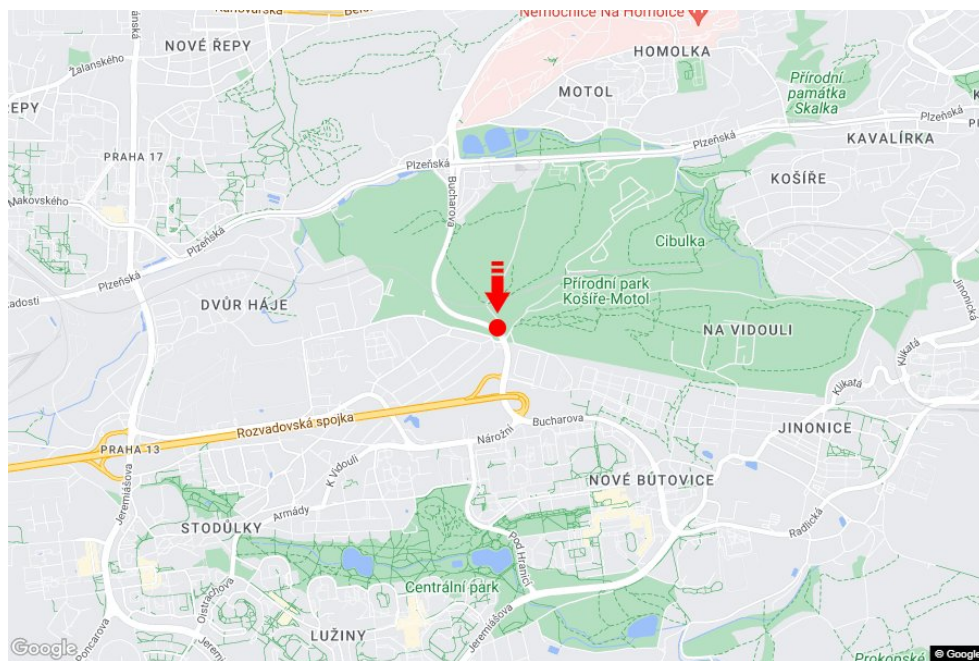 Nemocnice Na Homolce
NOVÉ ŘEPY
HOMOLKA
Žalanského
MOTOL
Přírodní
památka
Skalka
Plzeňská
Plzeňská
KAVALÍRKA
PRAHA 17
Plzeňská
KOŠÍŘE
Makovského
Bucharova
Plzeňská
Cibulka
Plzeňská
Jinonická
Přírodní park
Košíře-Motol
DVŮR HÁJE
NA VIDOULI
Klikatá
Klikatá
Rozvadovská spojka
Bucharova
Nárožní
JINONICE
PRAHA 13
K Vidouli
NOVÉ BUTOVICE
Jeremiášova
Armády
STODŮLKY
Radlická
Pod Hranicí
Centrální park
Oistrachova
LUŽINY
Jeremiášova
Poncarova
Google
© Google